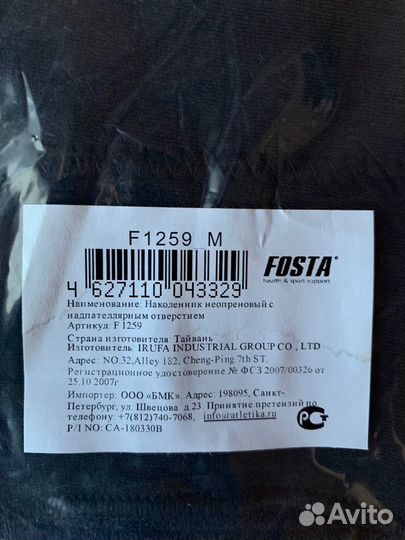 F1259 M
FOSTA®
health & sport support
4 627110 043329
Наименование: Наколенник неопреновый с
надпателлярным отверстием
Артикул: F1259
Страна изготовителя: Тайвань
Изготовитель: IRUFA INDUSTRIAL GROUP CO., LTD
Адрес: NO.32,Alley 182, Cheng-Ping 7th ST.
Регистрационное удостоверение № ФСЗ 2007/00326 от
25.10 2007г
Импортер: ООО «БМК». Адрес: 198095, Санкт-
Петербург, ул. Швецова д.23. Принятие претензий по
телефону: +7(812)740-7068, info@atletika.ru
P/I NO: CA-180330B
РСТ
Avito